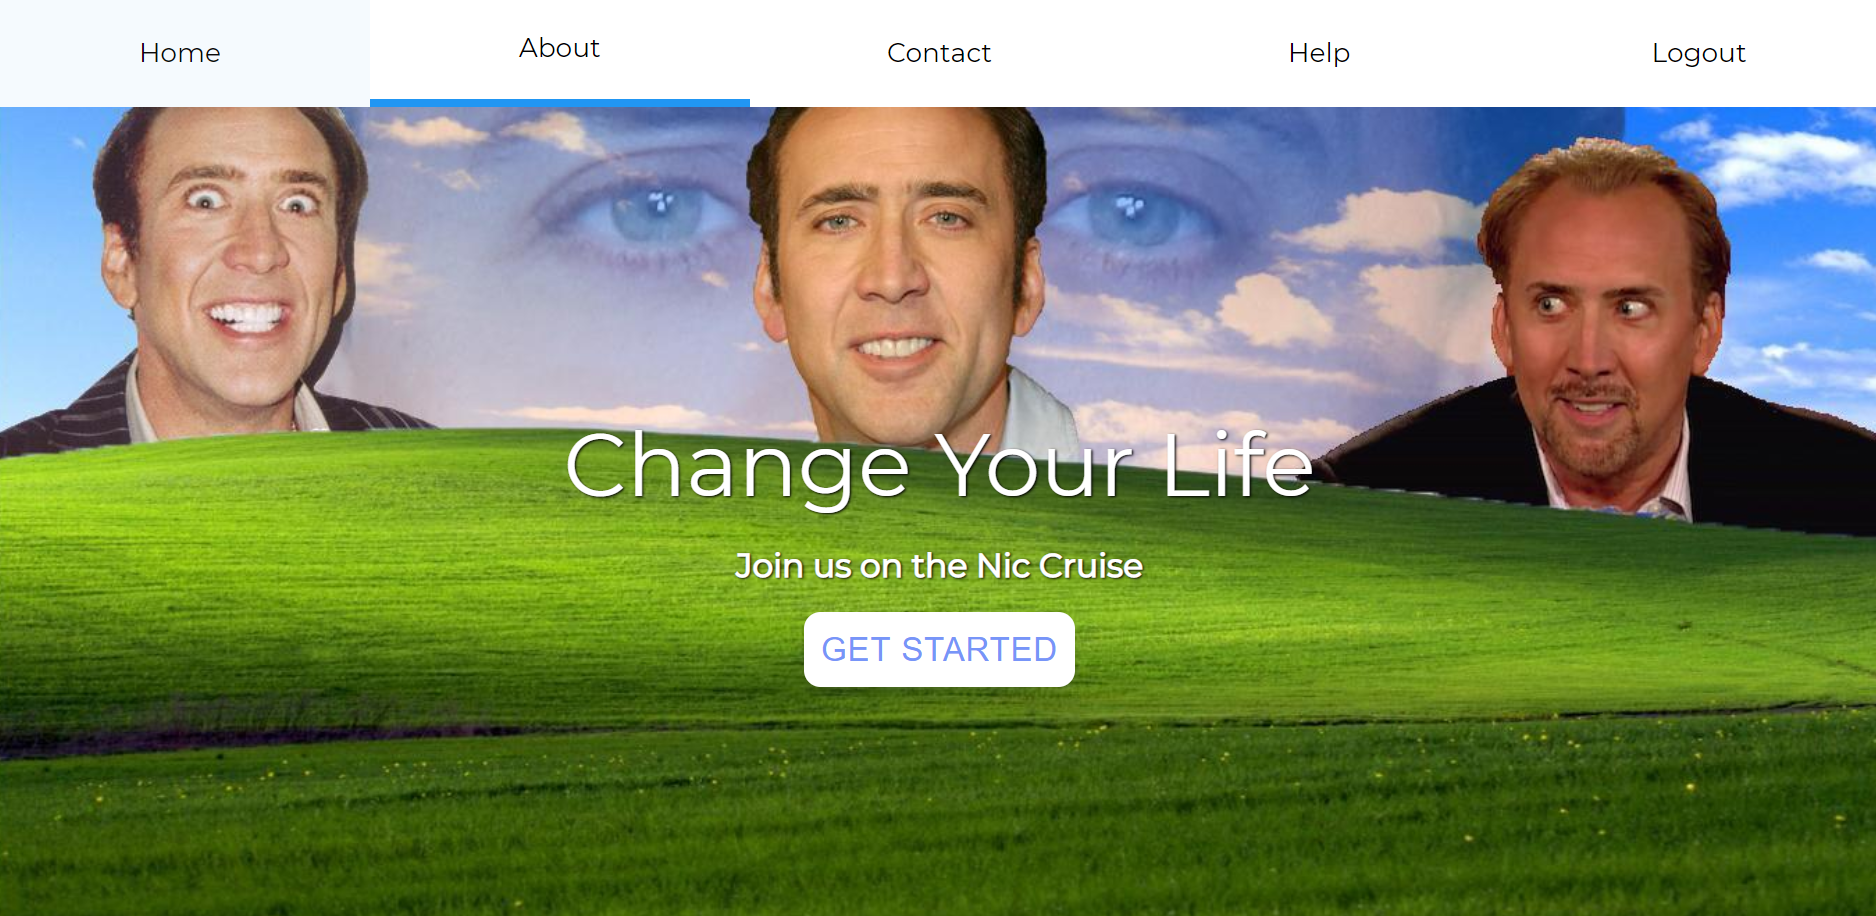 Home
About
Contact
Help
Logout
Change Your Life
Join us on the Nic Cruise
GET STARTED